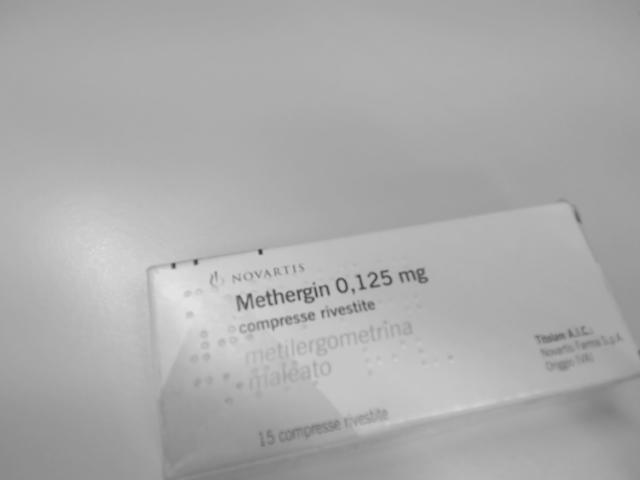 NOVARTIS
Methergin 0,125 mg
compresse rivestite
metilergometrina
maleato
15 compresse rivestite
Titolare A.I.C.:
Novartis Farma S.p.A.
Origgio (VA)